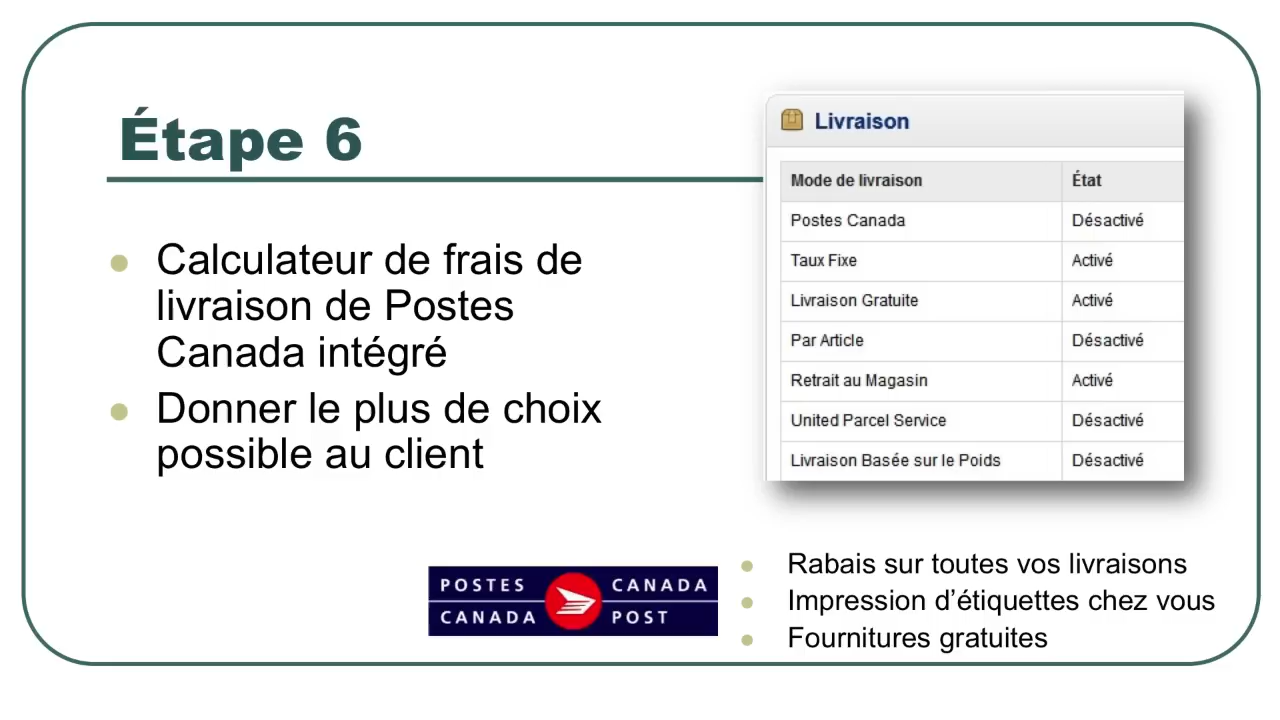 Étape 6
Calculateur de frais de
livraison de Postes
Canada intégré
Donner le plus de choix
possible au client
Livraison
Mode de livraison État
Postes Canada Désactivé
Taux Fixe Activé
Livraison Gratuite Activé
Par Article Désactivé
Retrait au Magasin Activé
United Parcel Service Désactivé
Livraison Basée sur le Poids Désactivé
POSTES CANADA
CANADA POST
Rabais sur toutes vos livraisons
Impression d’étiquettes chez vous
Fournitures gratuites